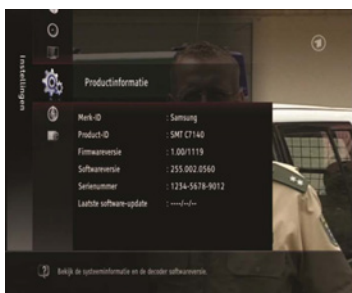 Instellingen
Productinformatie
Merk-ID : Samsung
Product-ID : SMT C7140
Firmwareversie : 1.00/1119
Softwareversie : 255.002.0560
Serienummer : 1234-5678-9012
Laatste software-update : ----/--/--
Bekijk de systeeminformatie en de decoder softwareversie.